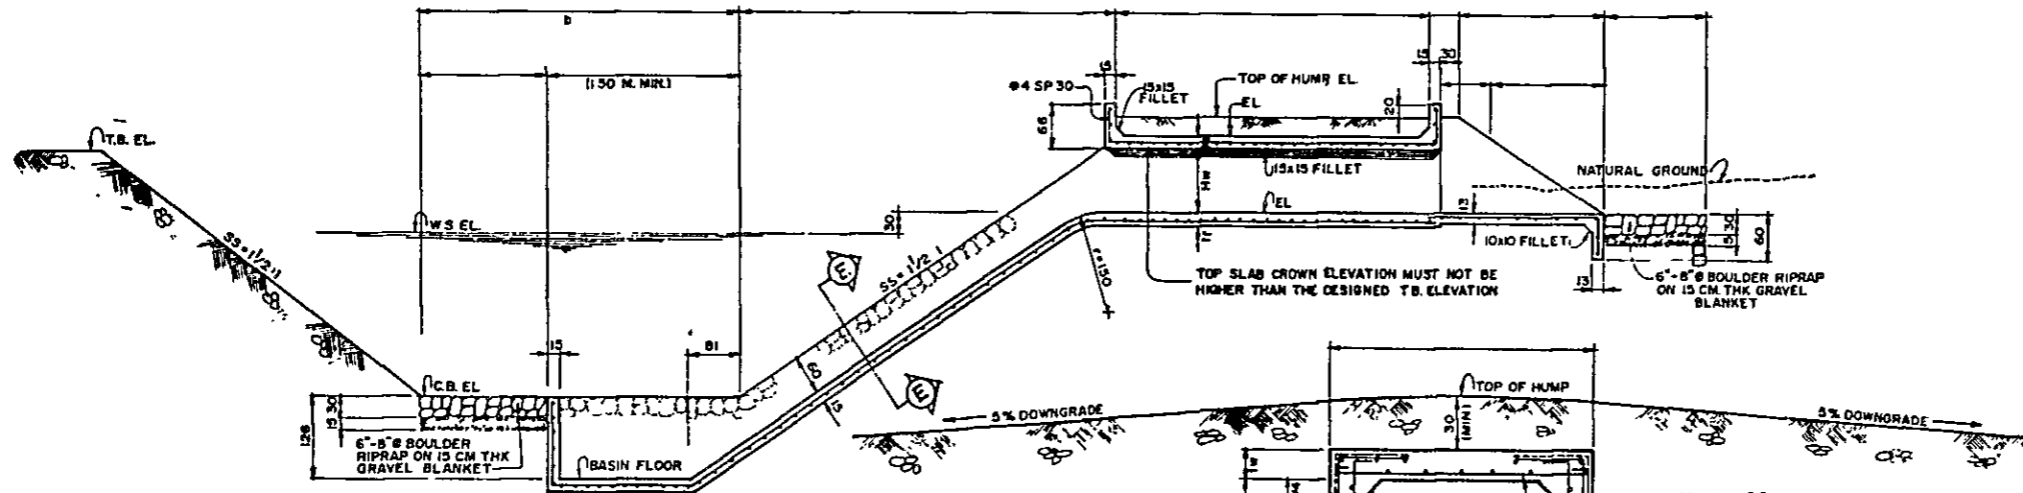 b
(1.50 M. MIN.)
15
15 30
#4 SP 30
15x15
FILLET
TOP OF HUMP EL.
EL
20
66
T.B. EL.
15x15 FILLET
Hw
NATURAL GROUND
W.S EL.
30
EL
13
30
15
60
SS = 1 1/2:1
SS = 1 1/2:1
E
r=150
10x10 FILLET
TOP SLAB CROWN ELEVATION MUST NOT BE
HIGHER THAN THE DESIGNED T.B. ELEVATION
13
6"-8"Ø BOULDER RIPRAP
ON 15 CM. THK GRAVEL
BLANKET
15
81
60
15
E
C.B. EL
TOP OF HUMP
5% DOWNGRADE
5% DOWNGRADE
30
(MIN)
126
15 30
6"-8"Ø BOULDER
RIPRAP ON 15 CM THK
GRAVEL BLANKET
BASIN FLOOR